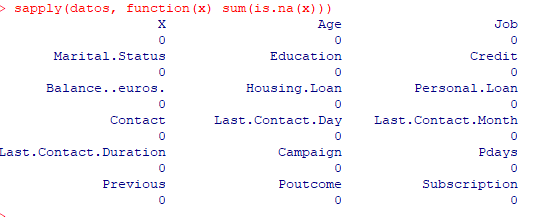 > sapply(datos, function(x) sum(is.na(x)))
X Age Job
0 0 0
Marital.Status Education Credit
0 0 0
Balance..euros. Housing.Loan Personal.Loan
0 0 0
Contact Last.Contact.Day Last.Contact.Month
0 0 0
Last.Contact.Duration Campaign Pdays
0 0 0
Previous Poutcome Subscription
0 0 0